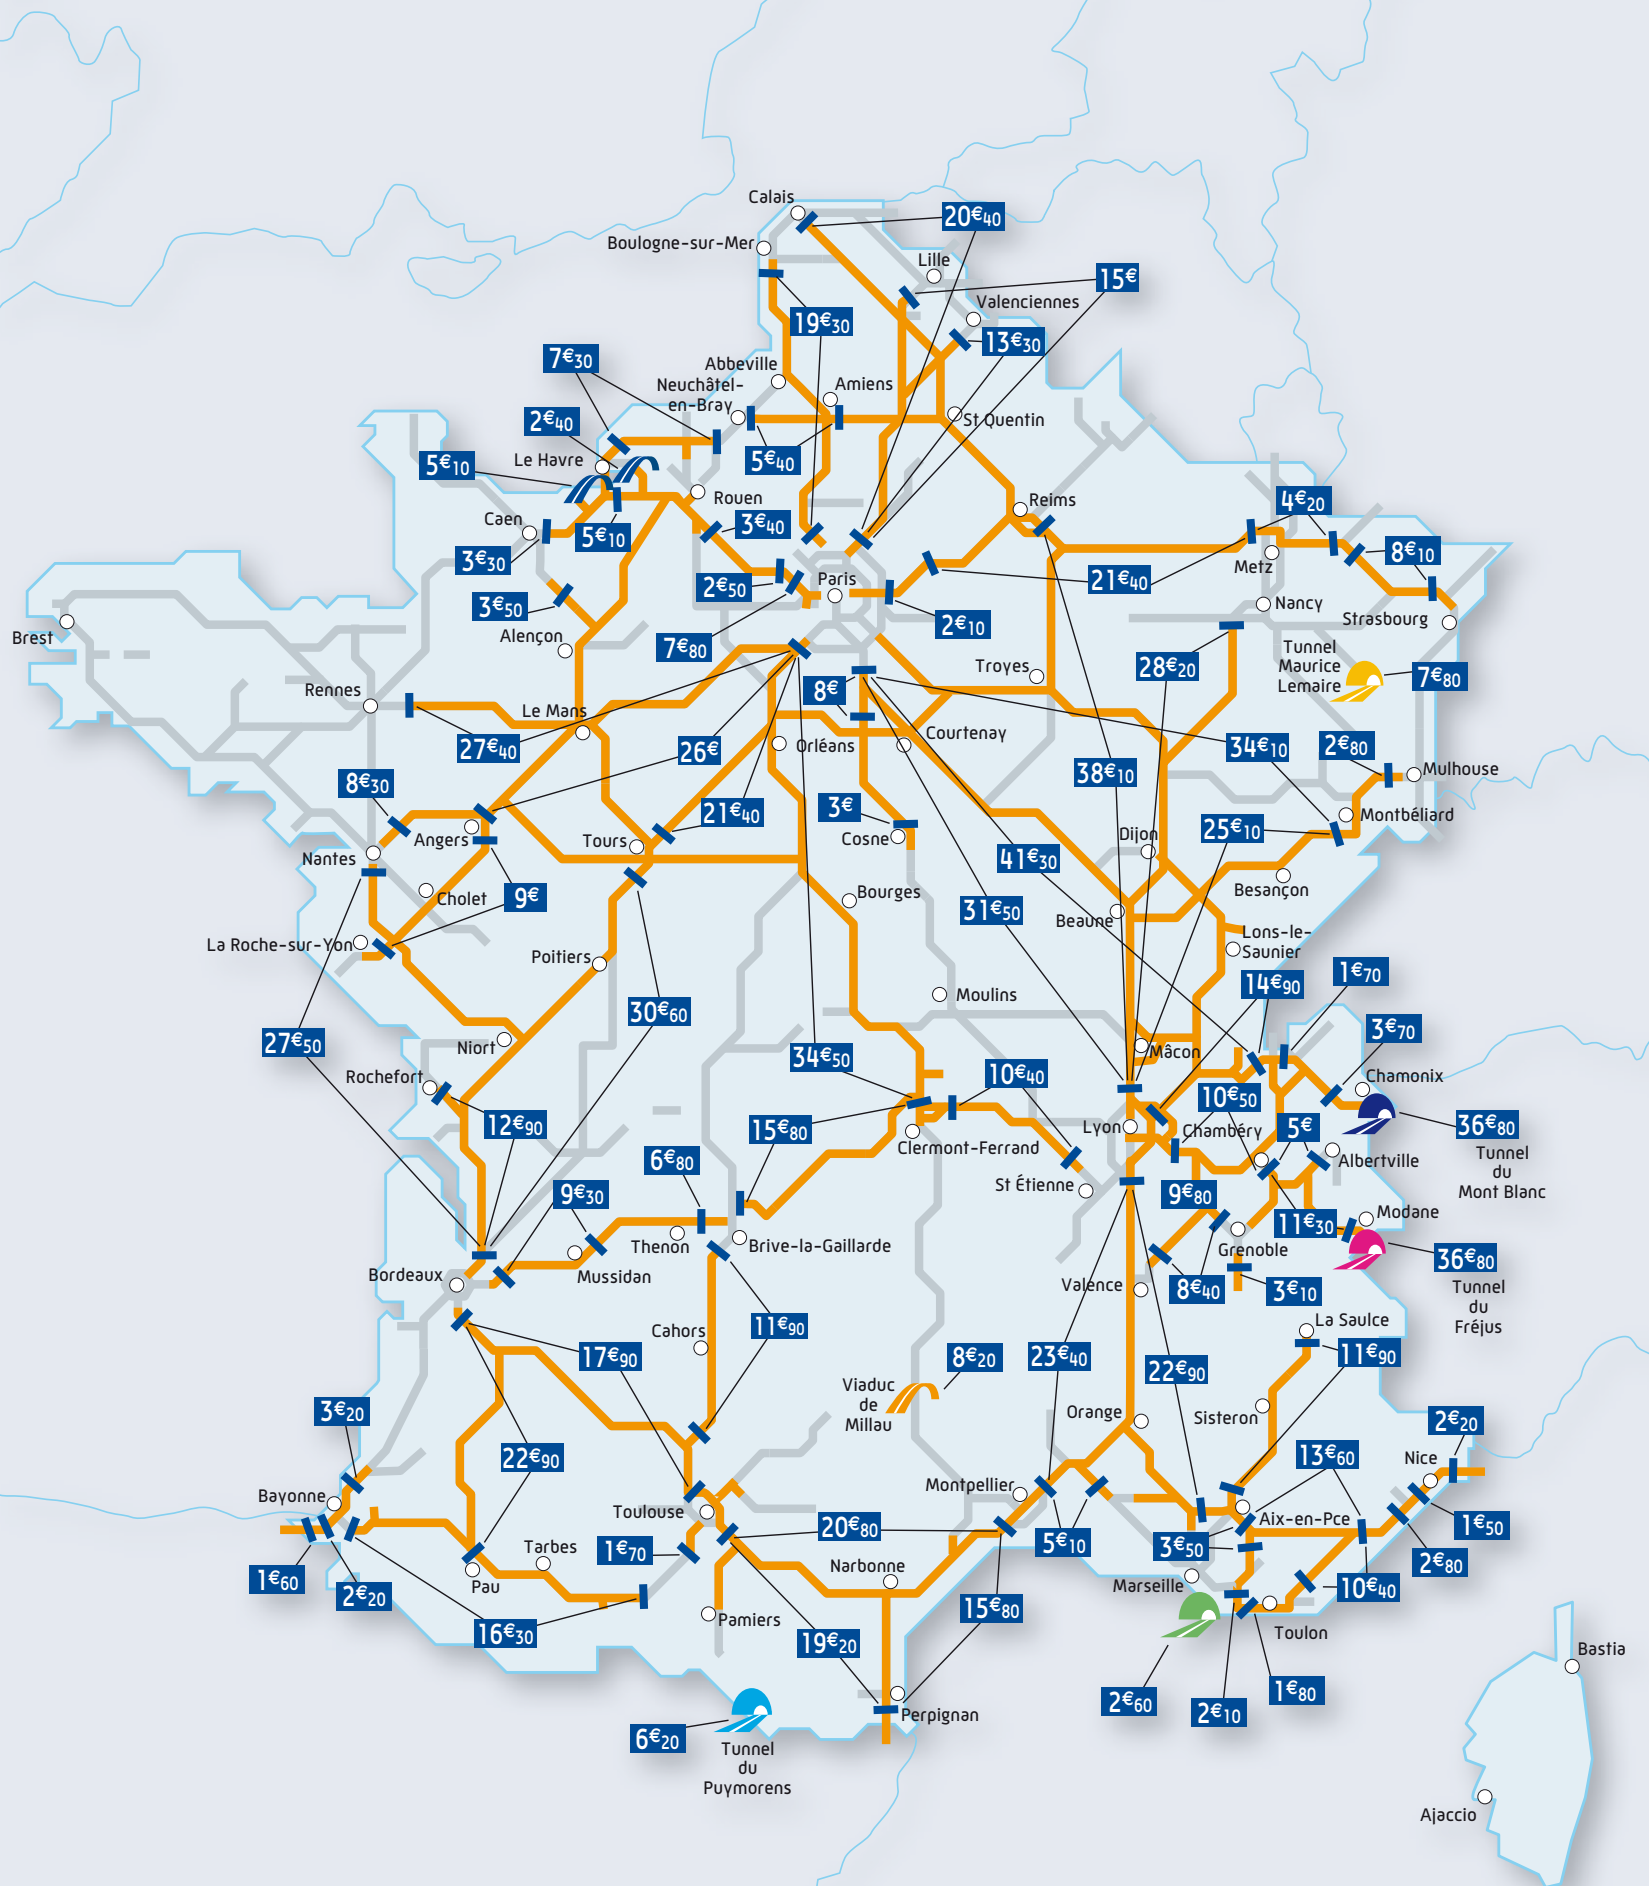 Calais
20€40
Boulogne-sur-Mer
Lille
15€
Valenciennes
19€30
13€30
7€30
Abbeville
Neuchâtel-
en-Bray
Amiens
2€40
St Quentin
5€10
Le Havre
5€40
Rouen
Reims
4€20
Caen
5€10
3€40
8€10
3€30
Metz
2€50
Paris
21€40
3€50
Nancy
Strasbourg
Brest
Alençon
7€80
2€10
Tunnel
Maurice
Lemaire
28€20
7€80
Troyes
Rennes
8€
Le Mans
27€40
26€
Orléans
Courtenay
34€10
2€80
38€10
Mulhouse
8€30
21€40
3€
Montbéliard
Angers
Tours
Cosne
Dijon
25€10
Nantes
41€30
9€
Cholet
Bourges
Besançon
31€50
Beaune
La Roche-sur-Yon
Lons-le-
Saunier
Poitiers
1€70
14€90
Moulins
30€60
27€50
Niort
34€50
Mâcon
3€70
Rochefort
10€40
Chamonix
10€50
12€90
15€80
Lyon
Chambéry
5€
36€80
Tunnel
du
Mont Blanc
Clermont-Ferrand
6€80
Albertville
St Étienne
9€30
9€80
Modane
11€30
Thenon
Brive-la-Gaillarde
Grenoble
36€80
Tunnel
du
Fréjus
Bordeaux
Mussidan
Valence
8€40
3€10
Cahors
11€90
La Saulce
17€90
8€20
23€40
22€90
11€90
Viaduc
de
Millau
3€20
Orange
Sisteron
2€20
22€90
13€60
Nice
Bayonne
Montpellier
Toulouse
20€80
Aix-en-Pce
1€50
1€60
Tarbes
1€70
5€10
3€50
2€80
Pau
Narbonne
2€20
Marseille
10€40
Pamiers
15€80
16€30
19€20
Toulon
Bastia
2€60
2€10
1€80
Perpignan
6€20
Tunnel
du
Puymorens
Ajaccio